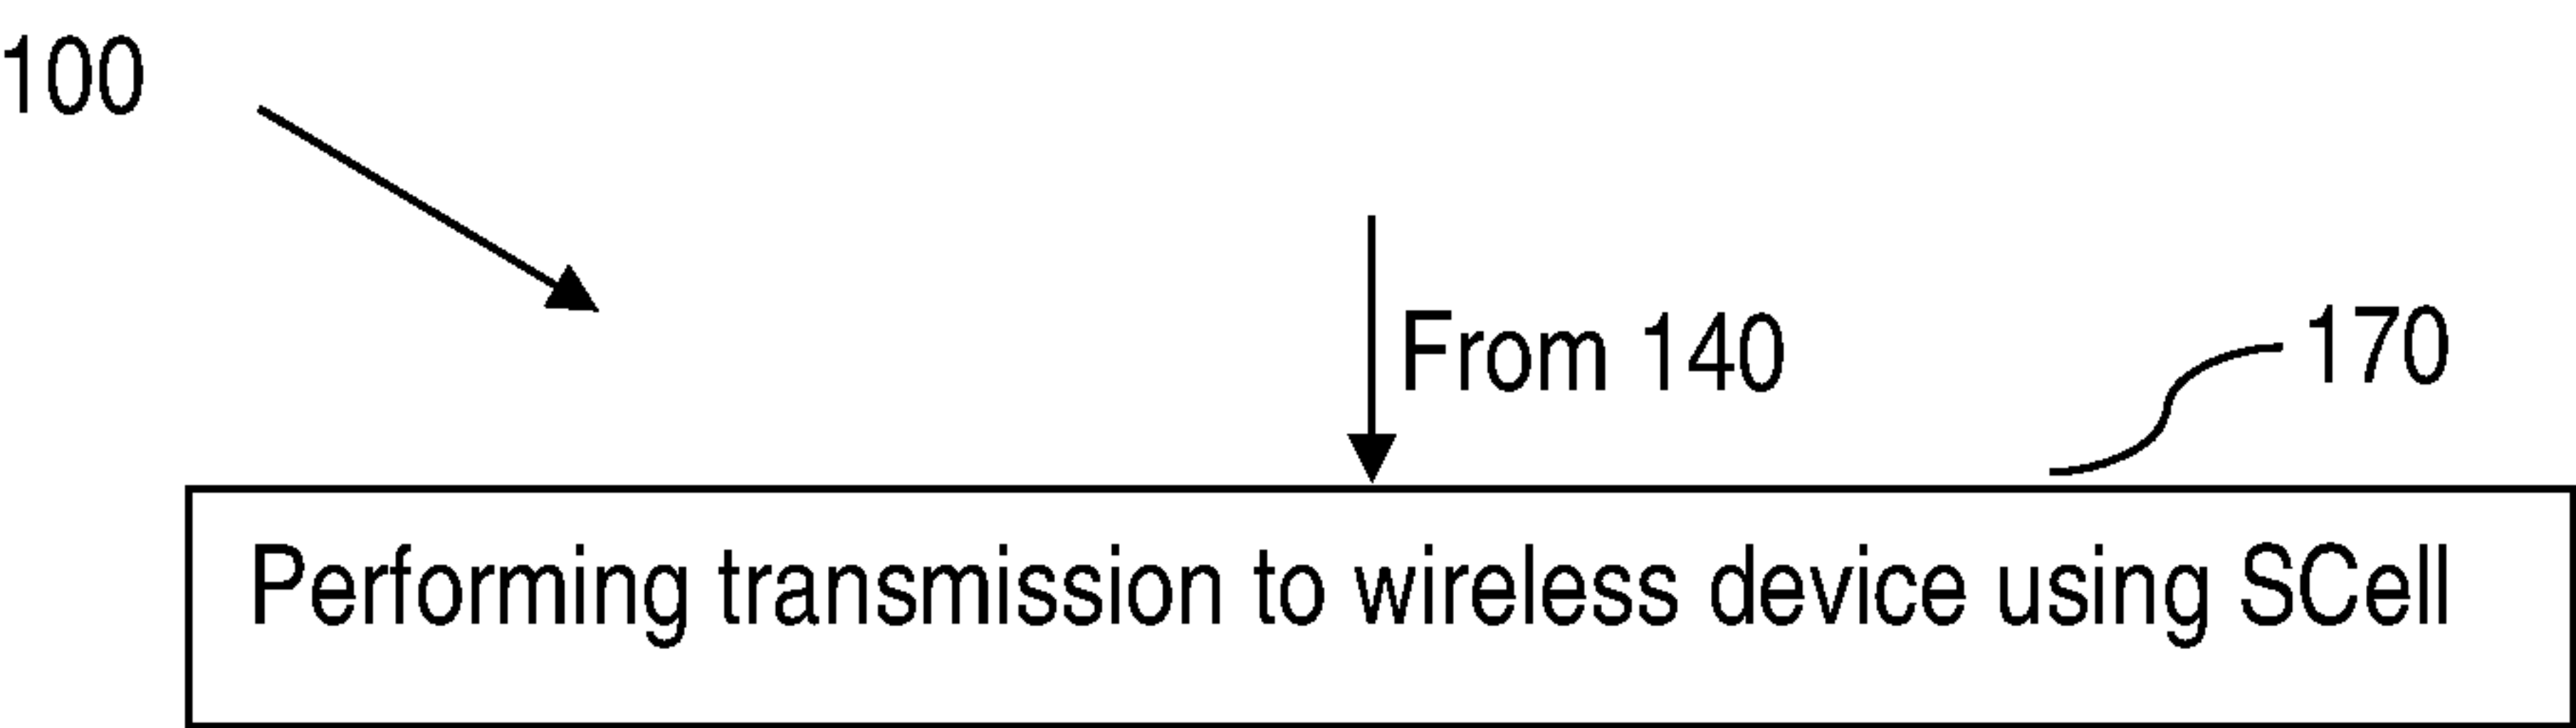 100
From 140
170
Performing transmission to wireless device using SCell